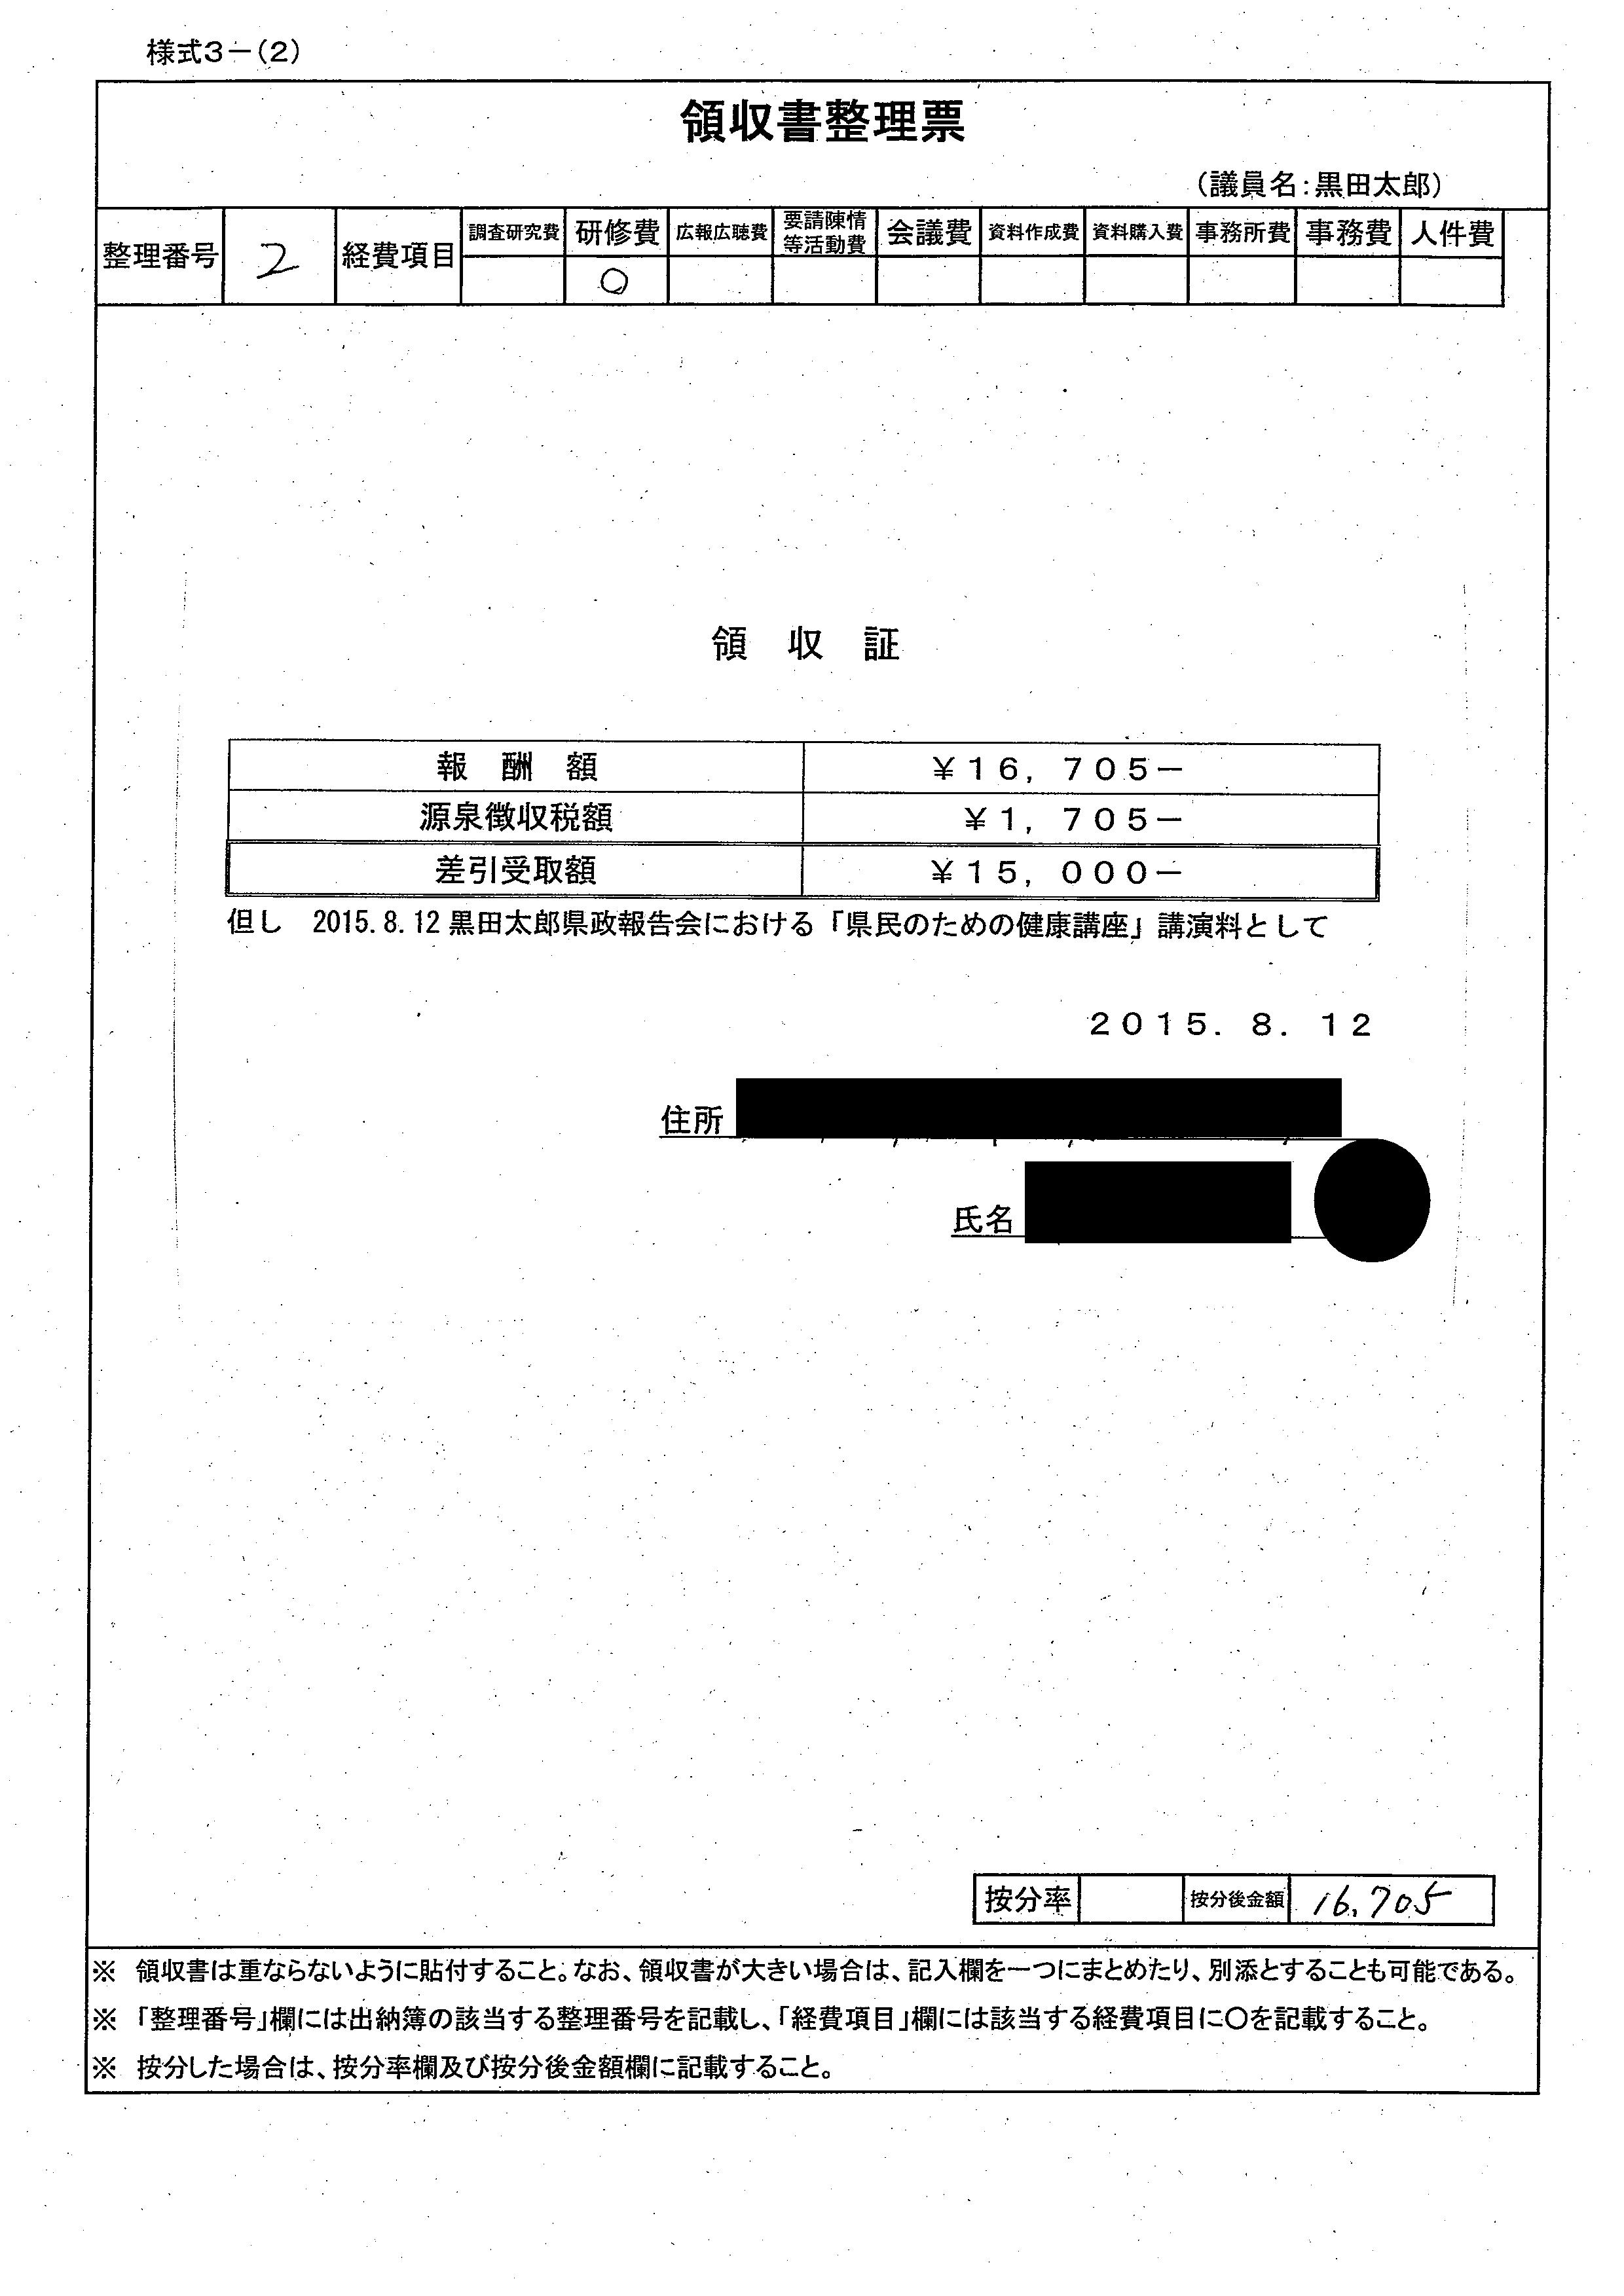 様式3－(2)
領収書整理票
(議員名：黒田太郎)
整理番号 2 経費項目 調査研究費 研修費 広報広聴費 要請陳情等活動費 会議費 資料作成費 資料購入費 事務所費 事務費 人件費
○
領　収　証
報　酬　額 ￥16，705－
源泉徴収税額 ￥1，705－
差引受取額 ￥15，000－
但し　2015.8.12 黒田太郎県政報告会における「県民のための健康講座」講演料として
2015．8．12
住所
氏名
按分率 按分後金額 16,705
※ 領収書は重ならないように貼付すること。なお、領収書が大きい場合は、記入欄を一つにまとめたり、別添とすることも可能である。
※ 「整理番号」欄には出納簿の該当する整理番号を記載し、「経費項目」欄には該当する経費項目に○を記載すること。
※ 按分した場合は、按分率欄及び按分後金額欄に記載すること。